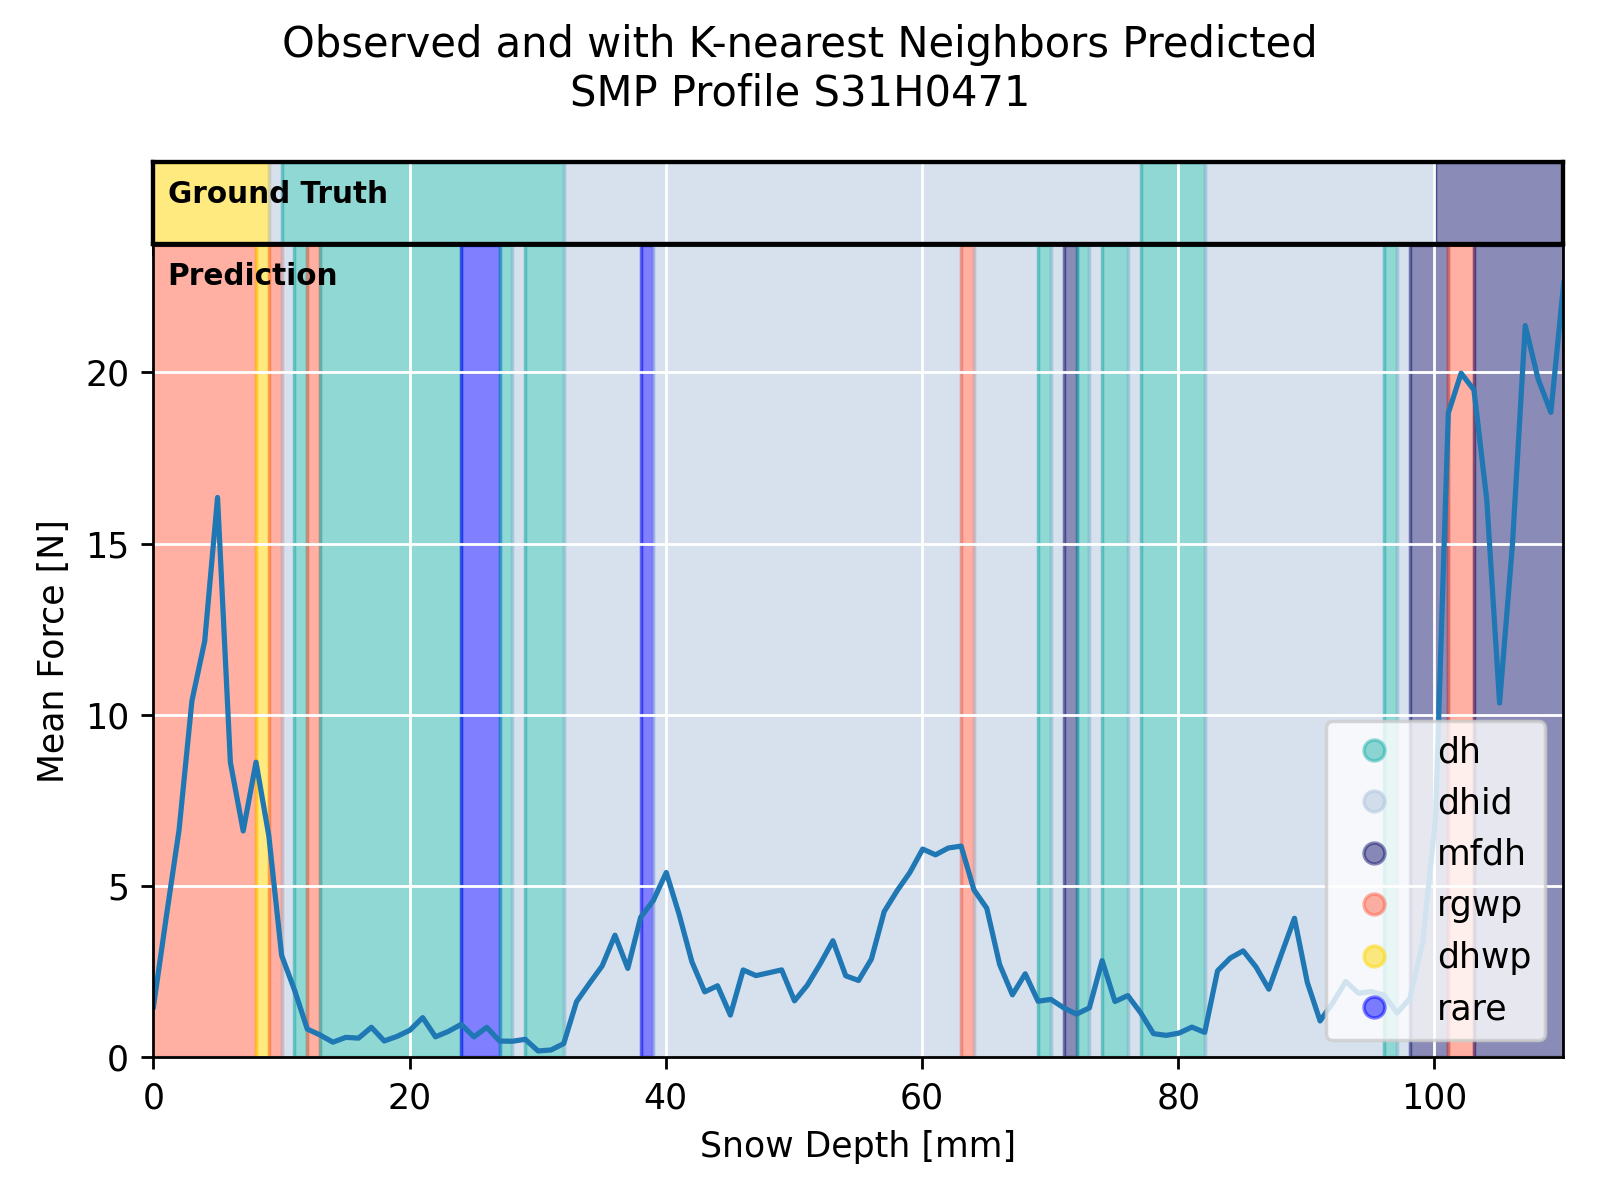 Observed and with K-nearest Neighbors Predicted
SMP Profile S31H0471
Ground Truth
Prediction
20
15
10
5
0
Mean Force [N]
dh
dhid
mfdh
rgwp
dhwp
rare
0 20 40 60 80 100
Snow Depth [mm]